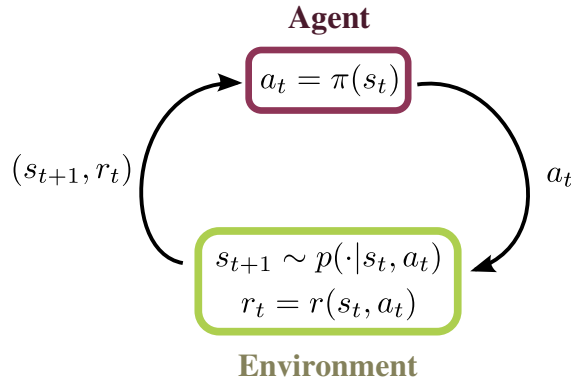 Agent
a_t = π(s_t)
(s_{t+1}, r_t)
a_t
s_{t+1} ∼ p(·|s_t, a_t)
r_t = r(s_t, a_t)
Environment